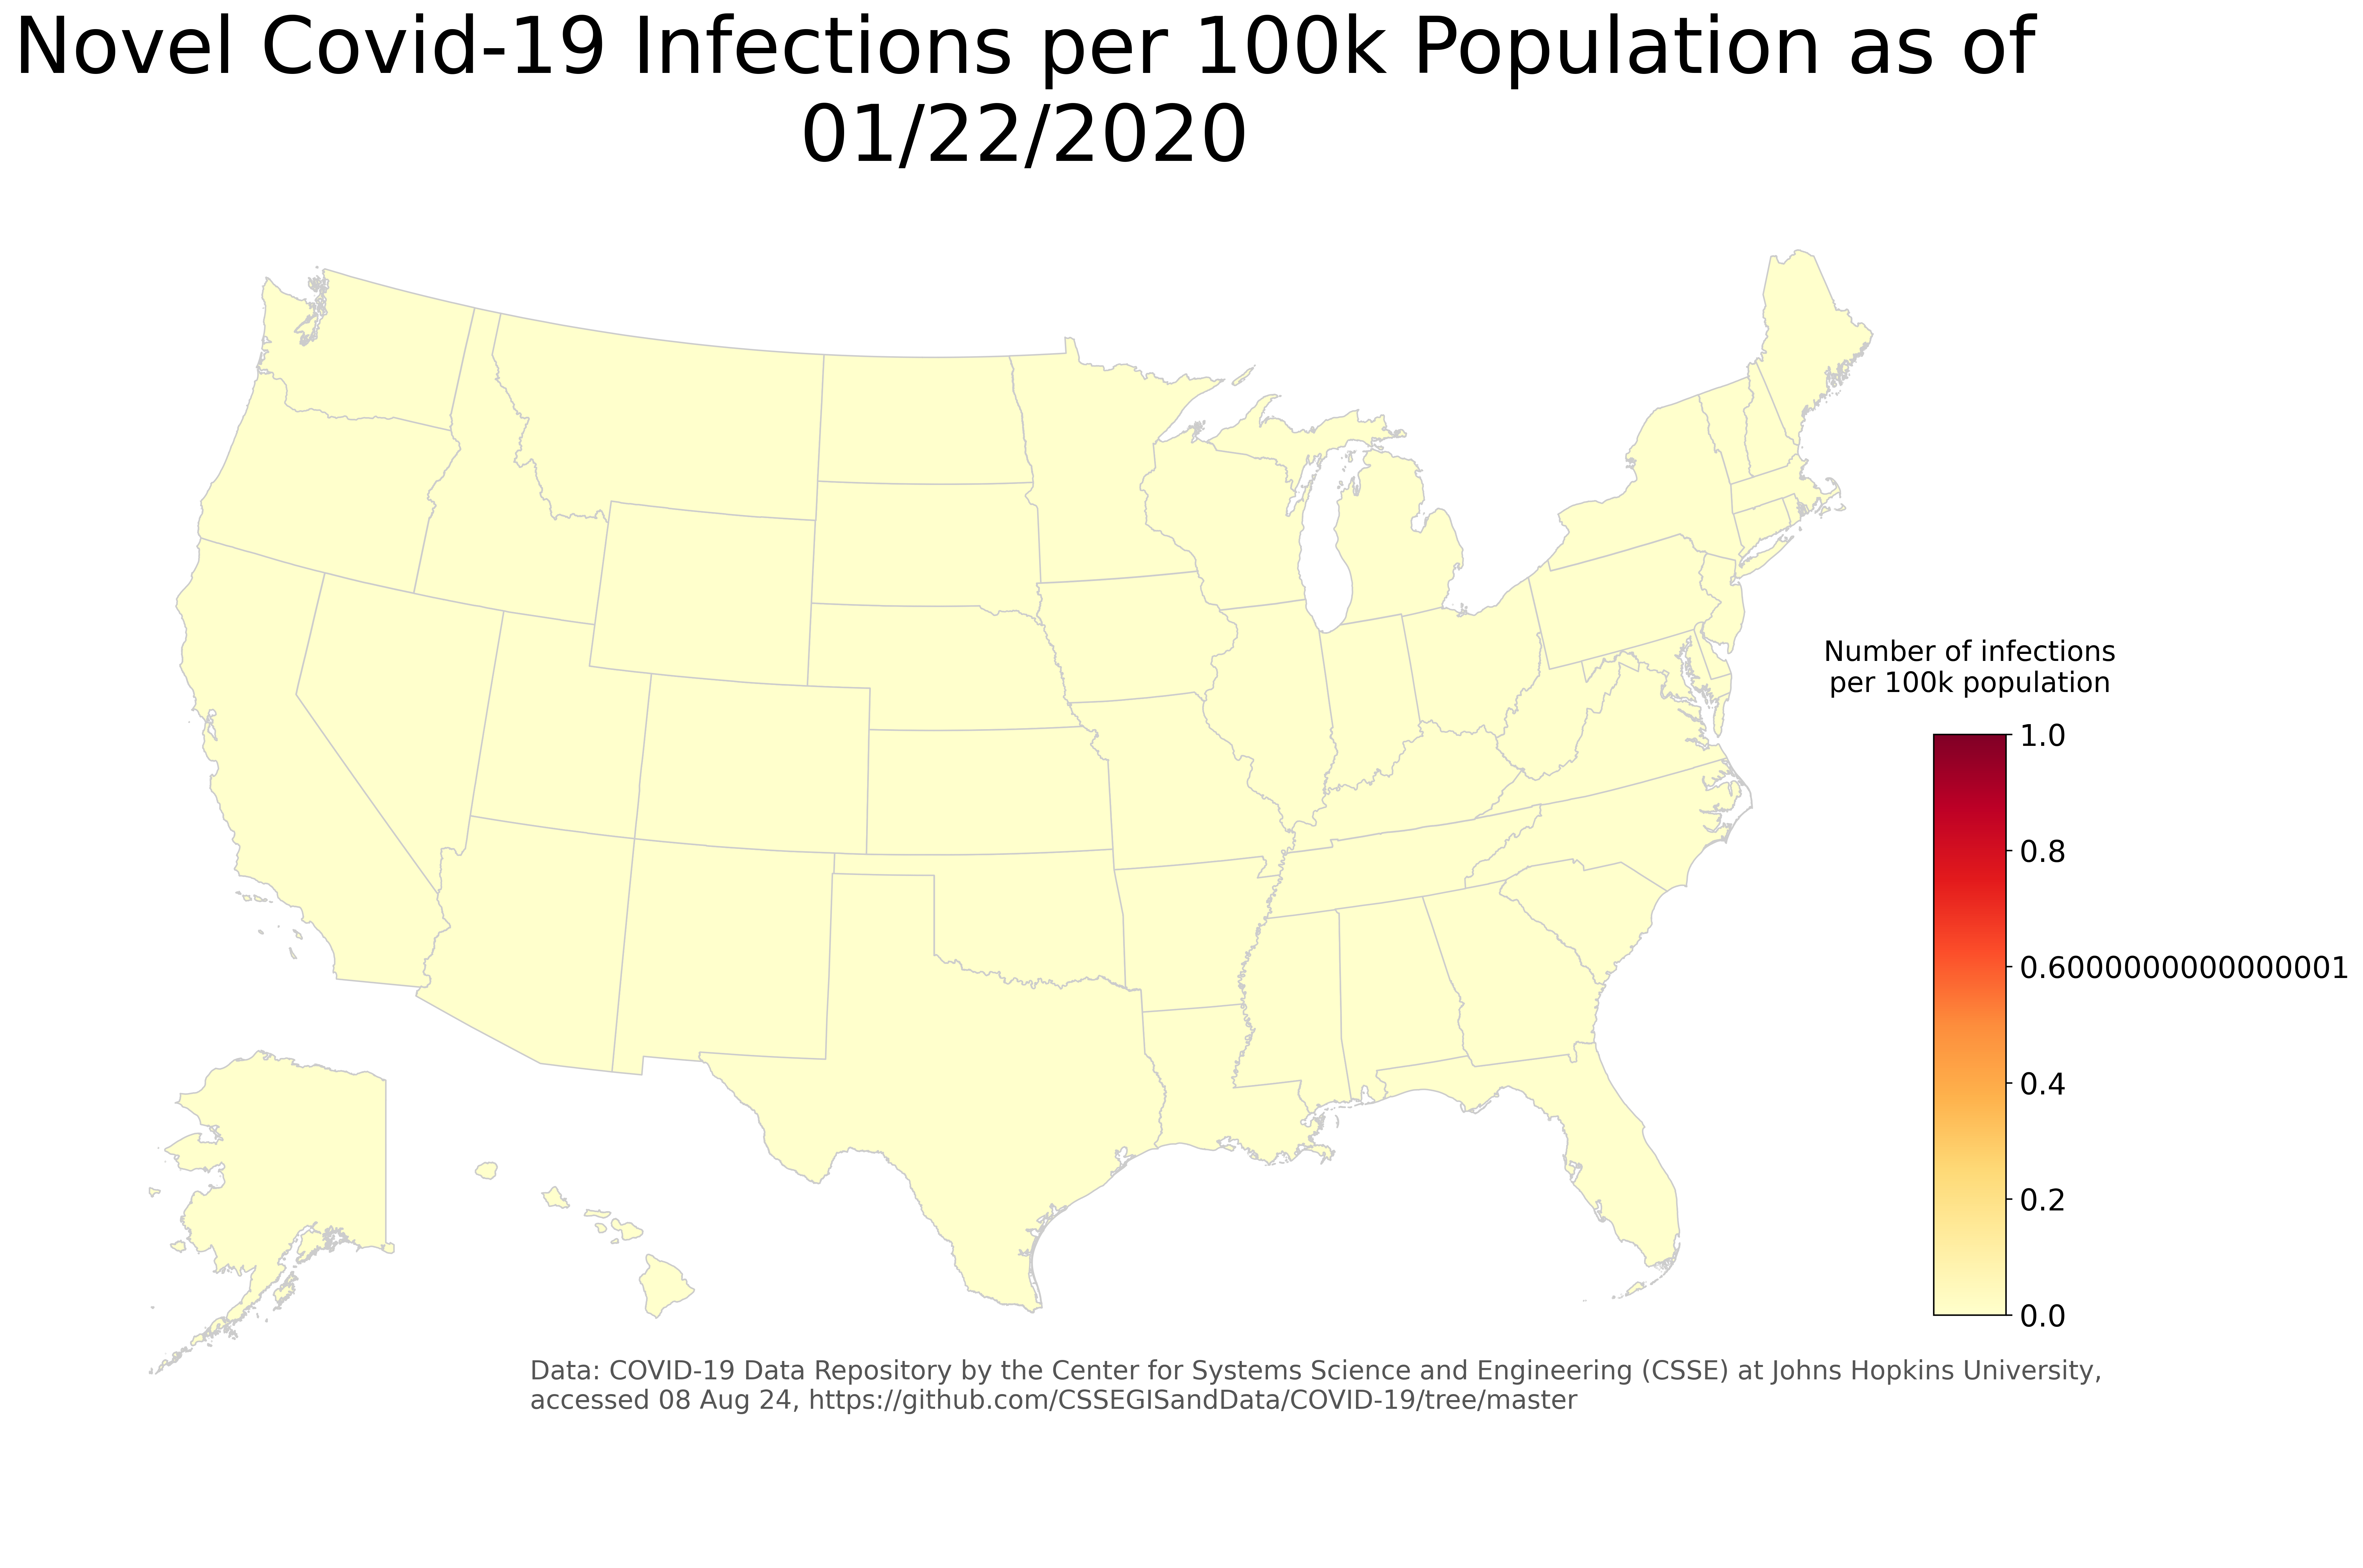 Novel Covid-19 Infections per 100k Population as of
01/22/2020
Number of infections
per 100k population
1.0
0.8
0.6000000000000001
0.4
0.2
0.0
Data: COVID-19 Data Repository by the Center for Systems Science and Engineering (CSSE) at Johns Hopkins University,
accessed 08 Aug 24, https://github.com/CSSEGISandData/COVID-19/tree/master